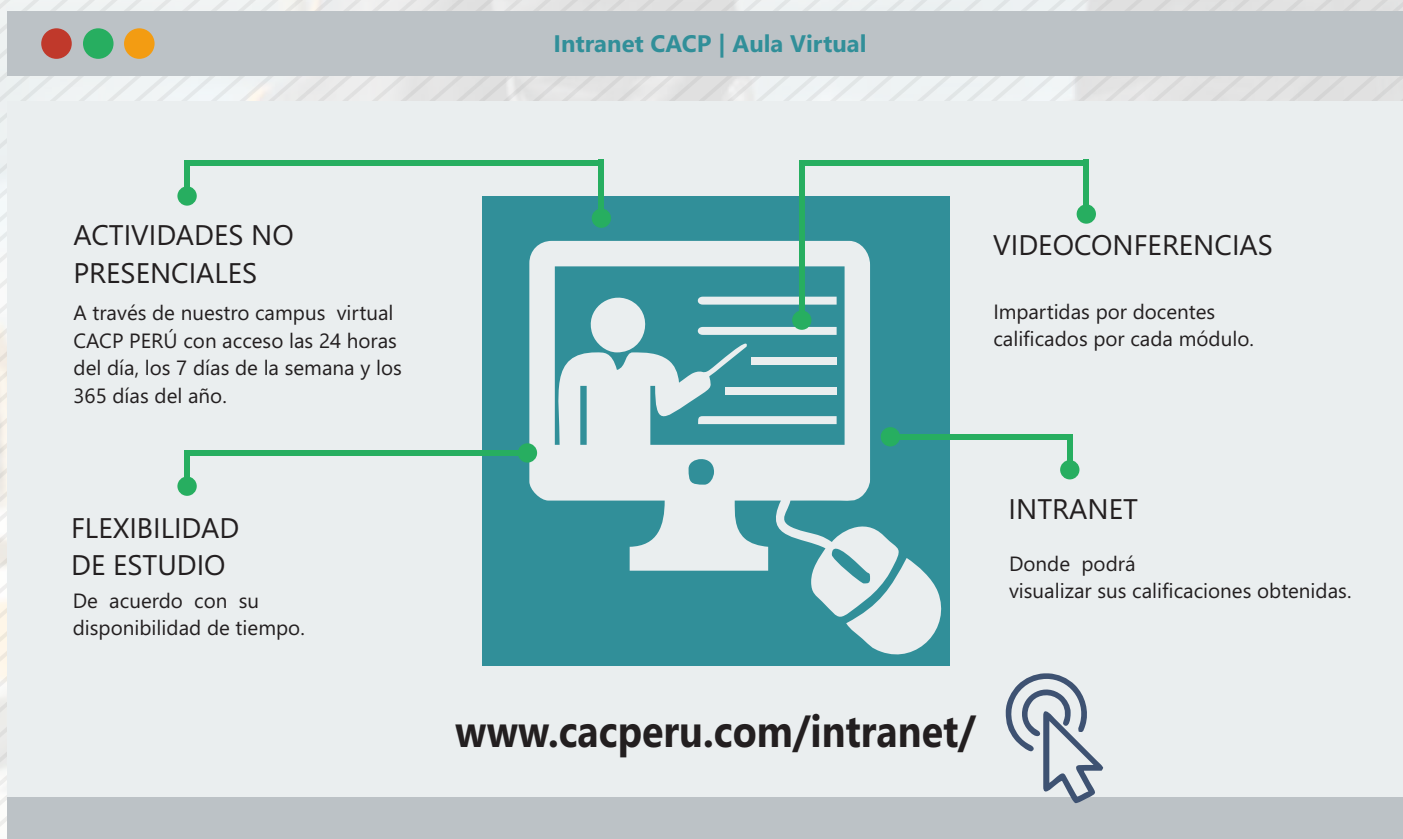 Intranet CACP | Aula Virtual
ACTIVIDADES NO
PRESENCIALES
A través de nuestro campus virtual
CACP PERÚ con acceso las 24 horas
del día, los 7 días de la semana y los
365 días del año.
VIDEOCONFERENCIAS
Impartidas por docentes
calificados por cada módulo.
FLEXIBILIDAD
DE ESTUDIO
De acuerdo con su
disponibilidad de tiempo.
INTRANET
Donde podrá
visualizar sus calificaciones obtenidas.
www.cacperu.com/intranet/